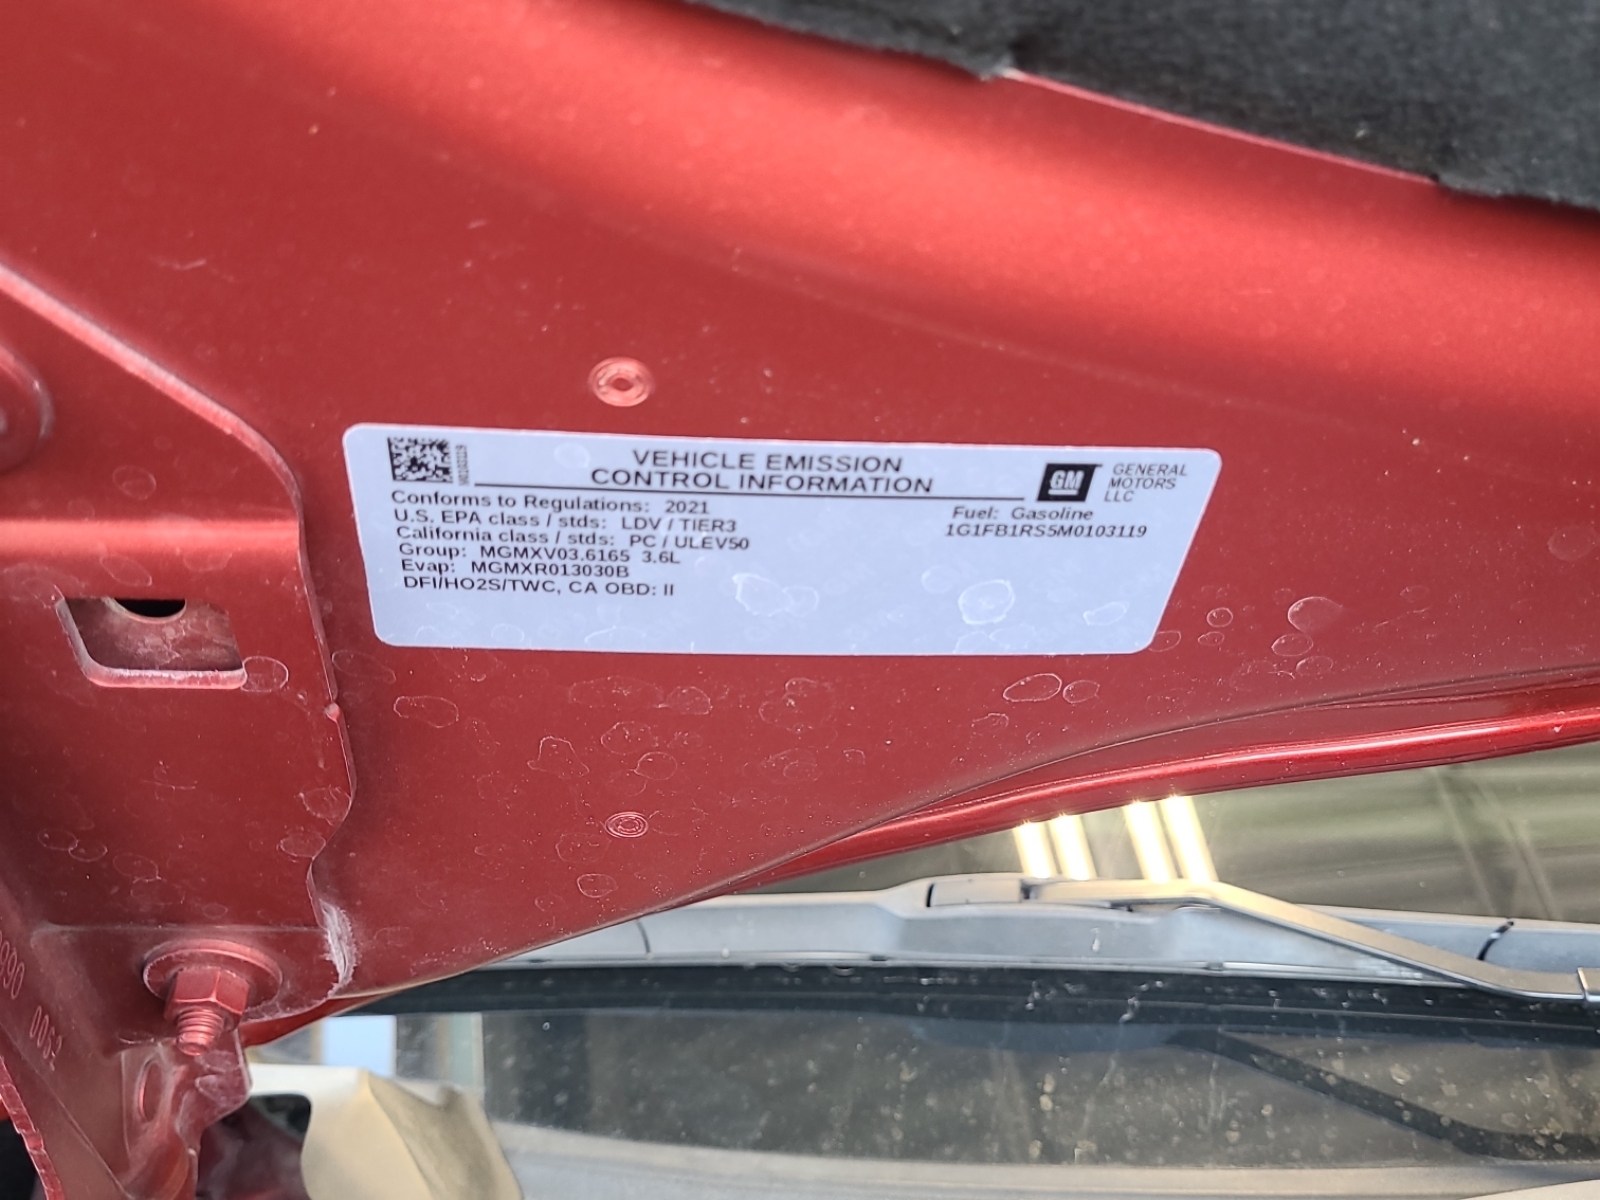 M0103119
VEHICLE EMISSION
CONTROL INFORMATION
GM GENERAL
MOTORS
LLC
Conforms to Regulations: 2021
U.S. EPA class / stds: LDV / TIER3
California class / stds: PC / ULEV50
Group: MGMXV03.6165 3.6L
Evap: MGMXR013030B
DFI/HO2S/TWC, CA OBD: II
Fuel: Gasoline
1G1FB1RS5M0103119